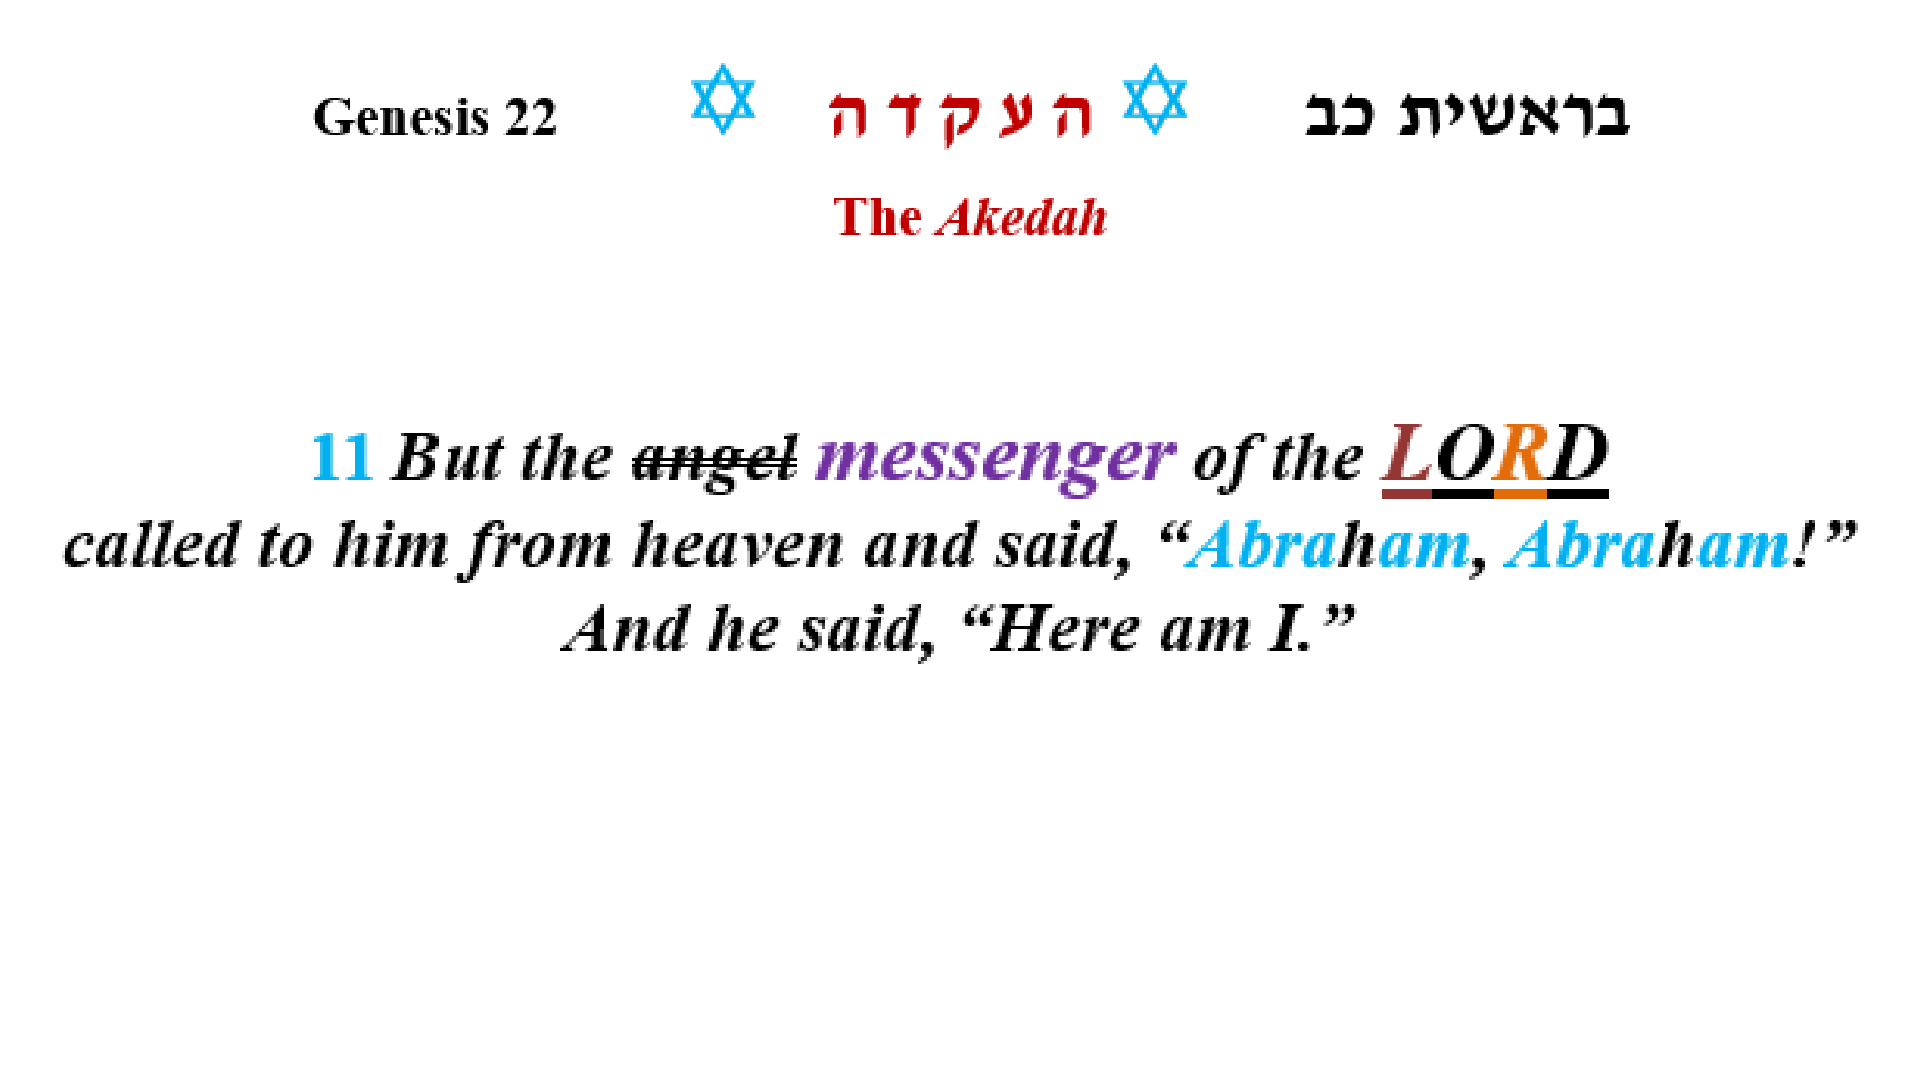 Genesis 22 ✡ ה ע ק ד ה ✡ בראשית כב
The Akedah
11 But the angel messenger of the LORD
called to him from heaven and said, “Abraham, Abraham!”
And he said, “Here am I.”